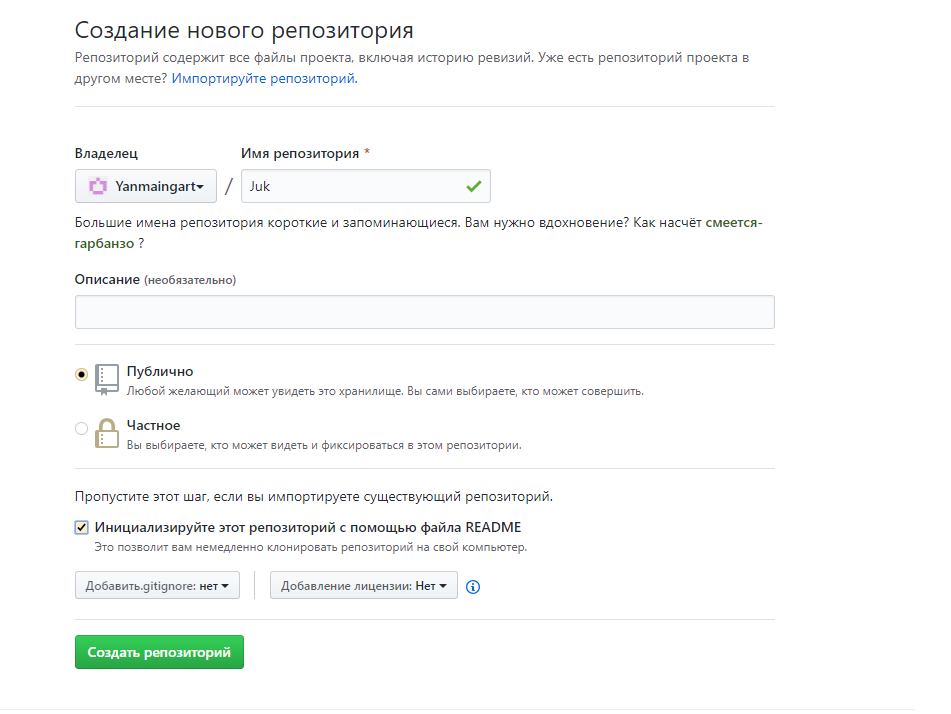 Создание нового репозитория
Репозиторий содержит все файлы проекта, включая историю ревизий. Уже есть репозиторий проекта в
другом месте? Импортируйте репозиторий.
Владелец
Имя репозитория *
Yanmaingart
/
Juk
Большие имена репозитория короткие и запоминающиеся. Вам нужно вдохновение? Как насчёт смеется-
гарбанзо ?
Описание (необязательно)
Публично
Любой желающий может увидеть это хранилище. Вы сами выбираете, кто может совершить.
Частное
Вы выбираете, кто может видеть и фиксироваться в этом репозитории.
Пропустите этот шаг, если вы импортируете существующий репозиторий.
Инициализируйте этот репозиторий с помощью файла README
Это позволит вам немедленно клонировать репозиторий на свой компьютер.
Добавить.gitignore: нет
Добавление лицензии: Нет
Создать репозиторий